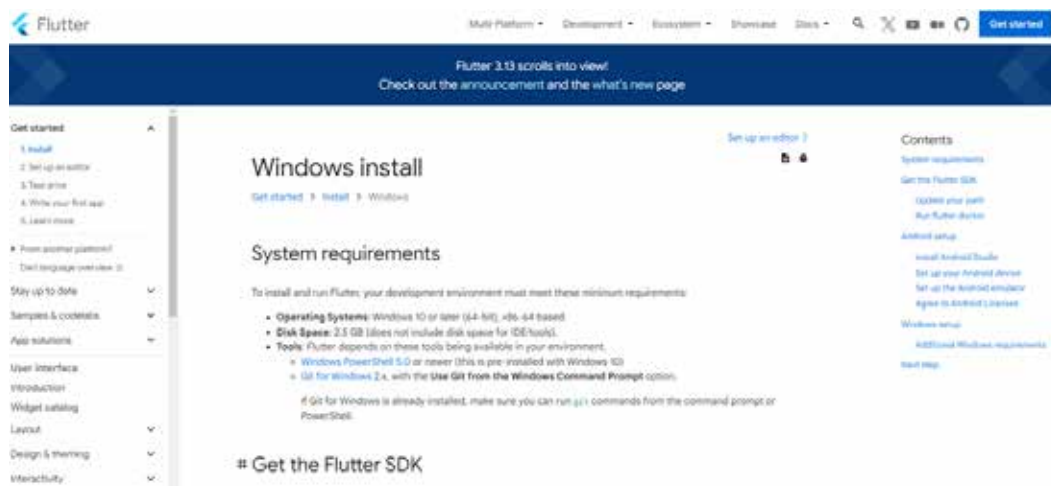 Flutter
Multi-Platform Development Ecosystem Showcase Docs Get started
Flutter 3.13 scrolls into view!
Check out the announcement and the what's new page
Get started
1. Install
2. Set up an editor
3. Test drive
4. Write your first app
5. Learn more
From another platform?
Dart language overview
Stay up to date
Samples & codelabs
App solutions
User interface
Introduction
Widget catalog
Layout
Design & theming
Interactivity
Set up an editor
Windows install
Get started > Install > Windows
System requirements
To install and run Flutter, your development environment must meet these minimum requirements:
• Operating Systems: Windows 10 or later (64-bit), x86-64 based.
• Disk Space: 2.5 GB (does not include disk space for IDE/tools).
• Tools: Flutter depends on these tools being available in your environment.
Windows PowerShell 5.0 or newer (this is pre-installed with Windows 10)
Git for Windows 2.x, with the Use Git from the Windows Command Prompt option.
If Git for Windows is already installed, make sure you can run git commands from the command prompt or
PowerShell.
# Get the Flutter SDK
Contents
System requirements
Get the Flutter SDK
Update your path
Run flutter doctor
Android setup
Install Android Studio
Set up your Android device
Set up the Android emulator
Agree to Android Licenses
Windows setup
Additional Windows requirements
Next step